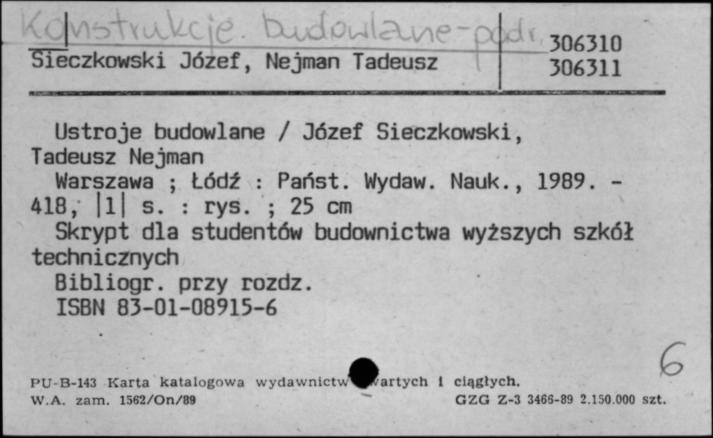 Konstrukcje budowlane - podr.
306310
Sieczkowski Józef, Nejman Tadeusz
306311
Ustroje budowlane / Józef Sieczkowski,
Tadeusz Nejman
Warszawa ; Łódź : Państ. Wydaw. Nauk., 1989. -
418, |1| s. : rys. ; 25 cm
Skrypt dla studentów budownictwa wyższych szkół
technicznych
Bibliogr. przy rozdz.
ISBN 83-01-08915-6
6
PU-B-143 Karta katalogowa wydawnictw wartych i ciągłych.
W.A. zam. 1562/On/89 GZG Z-3 3466-89 2.150.000 szt.